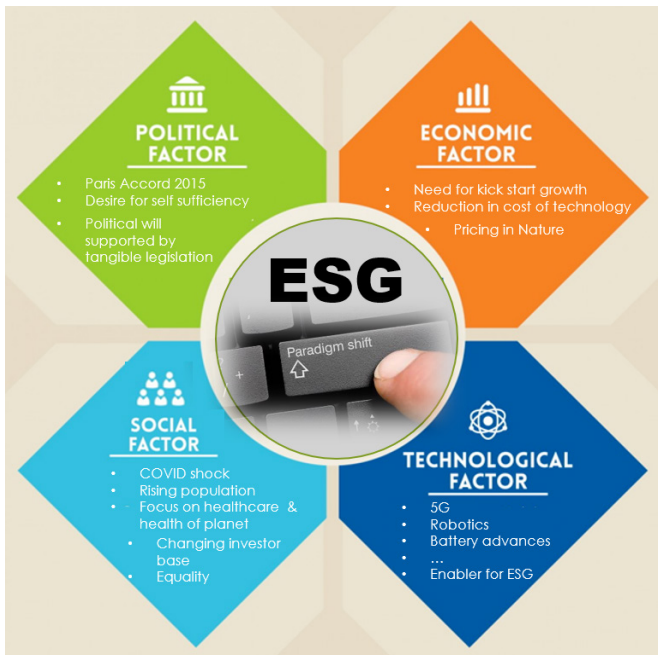 POLITICAL
FACTOR
• Paris Accord 2015
• Desire for self sufficiency
• Political will
supported by
tangible legislation
ECONOMIC
FACTOR
• Need for kick start growth
• Reduction in cost of technology
• Pricing in Nature
ESG
Paradigm shift
+
SOCIAL
FACTOR
• COVID shock
• Rising population
• Focus on healthcare &
health of planet
• Changing investor
base
• Equality
TECHNOLOGICAL
FACTOR
• 5G
• Robotics
• Battery advances
• ...
• Enabler for ESG